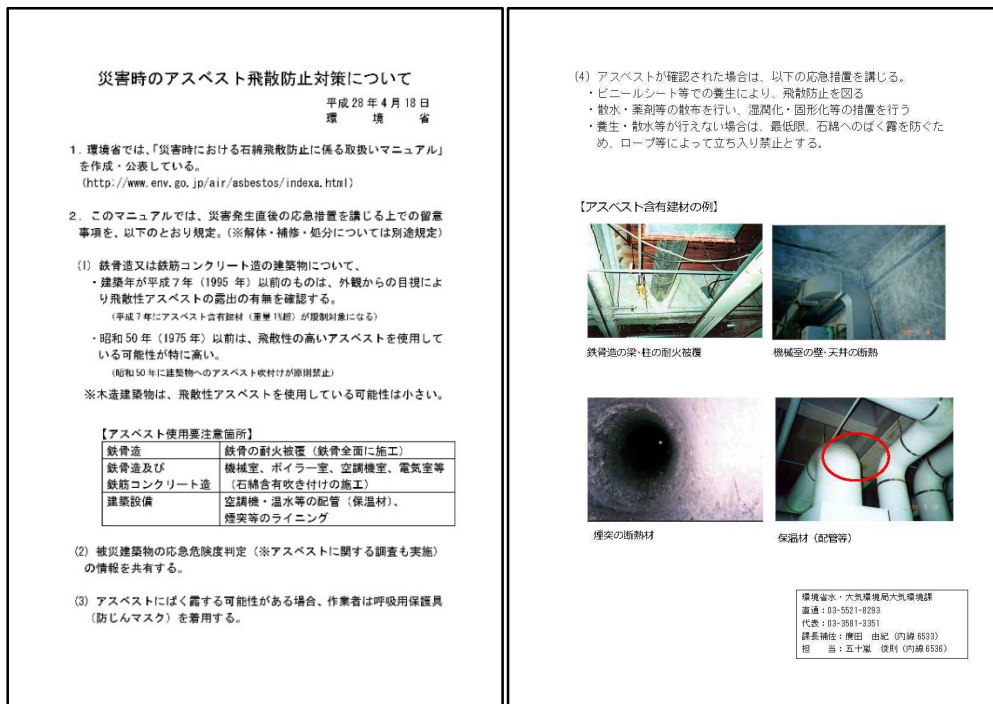 災害時のアスベスト飛散防止対策について
平成28年4月18日
環 境 省
1．環境省では、「災害時における石綿飛散防止に係る取扱いマニュアル」
を作成・公表している。
(http://www.env.go.jp/air/asbestos/indexa.html)
2．このマニュアルでは、災害発生直後の応急措置を講じる上での留意
事項を、以下のとおり規定。（※解体・補修・処分については別途規定）
(1) 鉄骨造又は鉄筋コンクリート造の建築物について、
・建築年が平成７年（1995 年）以前のものは、外観からの目視によ
り飛散性アスベストの露出の有無を確認する。
（平成７年にアスベスト含有建材（重量1％超）が規制対象になる）
・昭和 50 年（1975 年）以前は、飛散性の高いアスベストを使用して
いる可能性が特に高い。
（昭和 50 年に建築物へのアスベスト吹付けが原則禁止）
※木造建築物は、飛散性アスベストを使用している可能性は小さい。
【アスベスト使用要注意箇所】
鉄骨造 鉄骨の耐火被覆（鉄骨全面に施工）
鉄骨造及び 機械室、ボイラー室、空調機室、電気室等
鉄筋コンクリート造 （石綿含有吹き付けの施工）
建築設備 空調機・温水等の配管（保温材）、
煙突等のライニング
(2) 被災建築物の応急危険度判定（※アスベストに関する調査も実施）
の情報を共有する。
(3) アスベストにばく露する可能性がある場合、作業者は呼吸用保護具
（防じんマスク）を着用する。
(4) アスベストが確認された場合は、以下の応急措置を講じる。
・ビニールシート等での養生により、飛散防止を図る
・散水・薬剤等の散布を行い、湿潤化・固形化等の措置を行う
・養生・散水等が行えない場合は、最低限、石綿へのばく露を防ぐた
め、ロープ等によって立ち入り禁止とする。
【アスベスト含有建材の例】
鉄骨造の梁・柱の耐火被覆
機械室の壁・天井の断熱
煙突の断熱材
保温材（配管等）
環境省水・大気環境局大気環境課
直通：03-5521-8293
代表：03-3581-3351
課長補佐：廣田 由紀（内線 6533）
担 当：五十嵐 俊則（内線 6536）